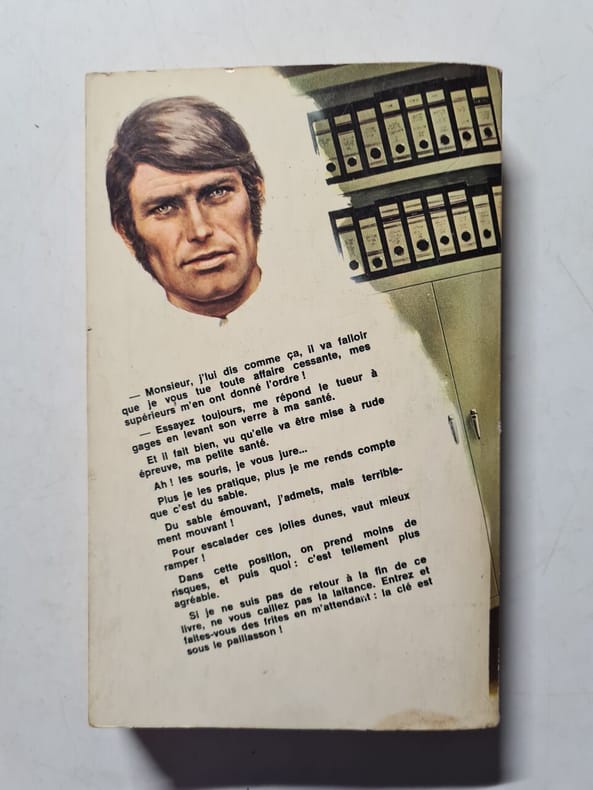 — Monsieur, j'lui dis comme ça, il va falloir
que je vous tue toute affaire cessante, mes
supérieurs m'en ont donné l'ordre !
— Essayez toujours, me répond le tueur à
gages en levant son verre à ma santé.
Et il fait bien, vu qu'elle va être mise à rude
épreuve, ma petite santé.
Ah ! les souris, je vous jure...
Plus je les pratique, plus je me rends compte
que c'est du sable.
Du sable émouvant, j'admets, mais terrible-
ment mouvant !
Pour escalader ces jolies dunes, vaut mieux
ramper !
Dans cette position, on prend moins de
risques, et puis quoi : c'est tellement plus
agréable.
Si je ne suis pas de retour à la fin de ce
livre, ne vous caillez pas la laitance. Entrez et
faites-vous des frites en m'attendant : la clé est
sous le paillasson !